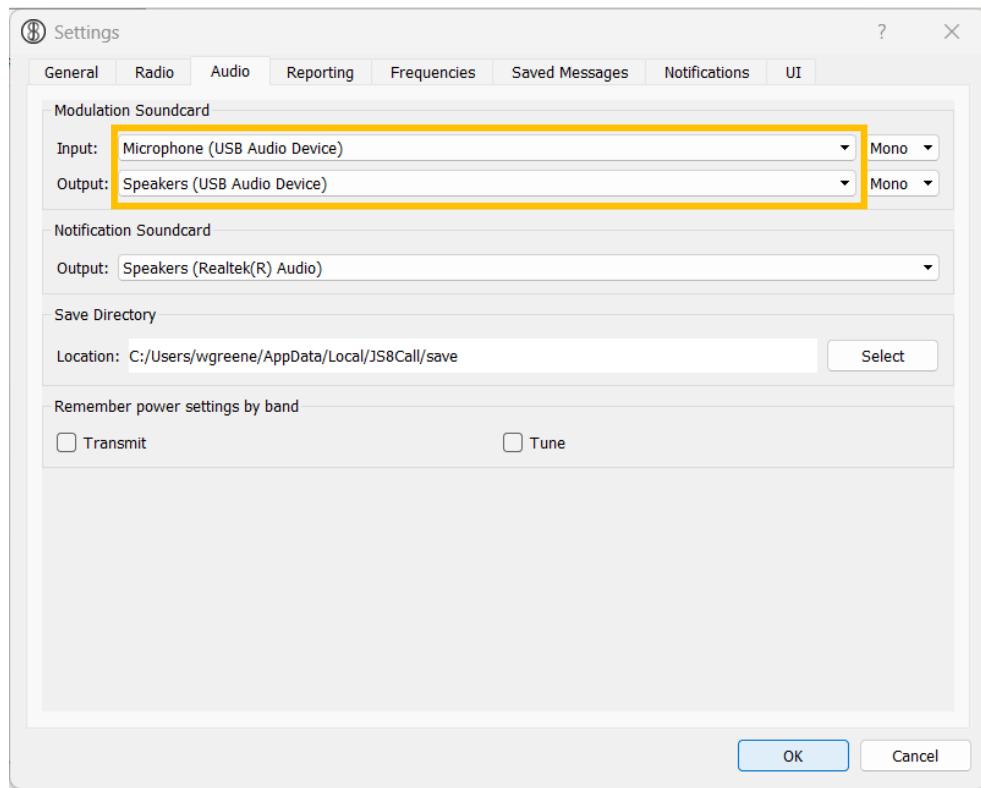 Settings
?
General Radio Audio Reporting Frequencies Saved Messages Notifications UI
Modulation Soundcard
Input: Microphone (USB Audio Device) Mono
Output: Speakers (USB Audio Device) Mono
Notification Soundcard
Output: Speakers (Realtek(R) Audio)
Save Directory
Location: C:/Users/wgreene/AppData/Local/JS8Call/save Select
Remember power settings by band
Transmit Tune
OK Cancel